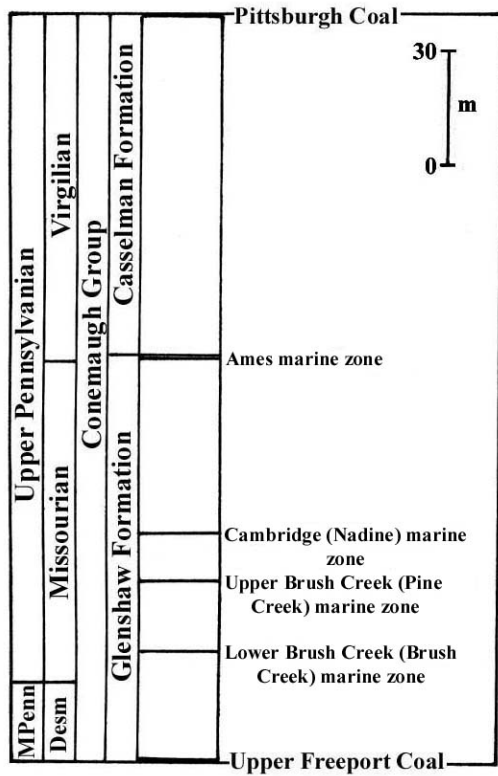 Pittsburgh Coal
30
m
0
Upper Pennsylvanian
MPenn
Virgilian
Missourian
Desm
Conemaugh Group
Casselman Formation
Glenshaw Formation
Ames marine zone
Cambridge (Nadine) marine
zone
Upper Brush Creek (Pine
Creek) marine zone
Lower Brush Creek (Brush
Creek) marine zone
Upper Freeport Coal